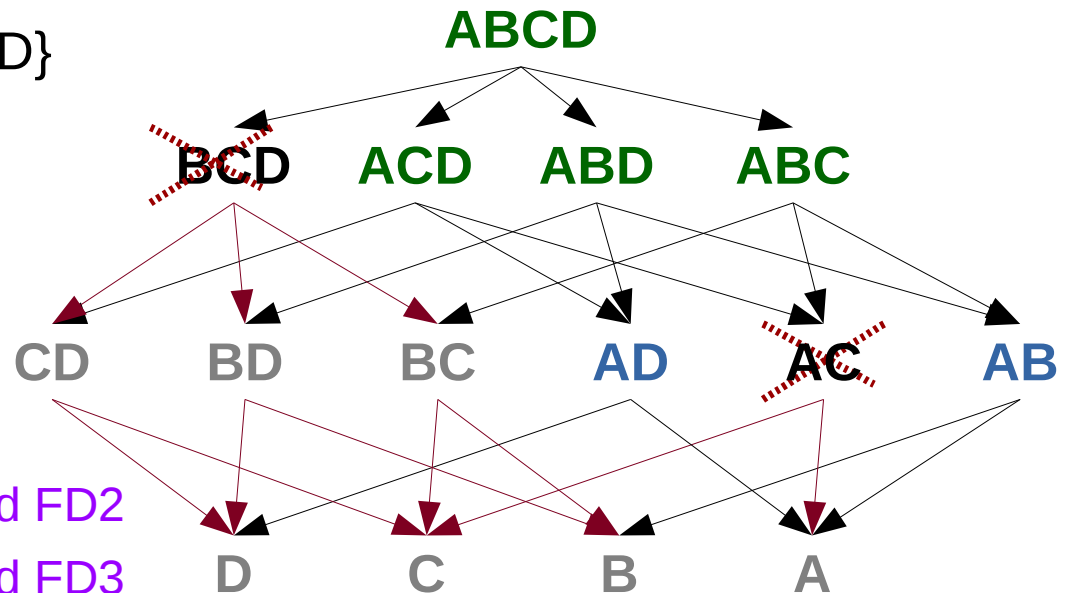 ABCD
D}
BCD ACD ABD ABC
CD BD BC AD AC AB
d FD2
d FD3
D C B A